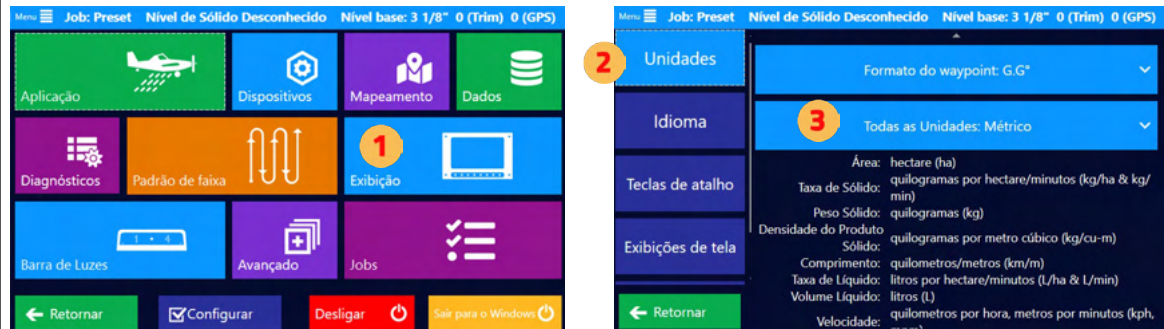 Menu Job: Preset Nível de Sólido Desconhecido Nível base: 3 1/8" 0 (Trim) 0 (GPS)
Aplicação
Dispositivos
Mapeamento
Dados
Diagnósticos
Padrão de faixa
1
Exibição
1 • 4
Barra de Luzes
Avançado
Jobs
Retornar
Configurar
Desligar
Sair para o Windows
Menu Job: Preset Nível de Sólido Desconhecido Nível base: 3 1/8" 0 (Trim) 0 (GPS)
2
Unidades
Idioma
Teclas de atalho
Exibições de tela
Retornar
Formato do waypoint: G.G°
3
Todas as Unidades: Métrico
Área: hectare (ha)
Taxa de Sólido: quilogramas por hectare/minutos (kg/ha & kg/
min)
Peso Sólido: quilogramas (kg)
Densidade do Produto
Sólido: quilogramas por metro cúbico (kg/cu-m)
Comprimento: quilometros/metros (km/m)
Taxa de Líquido: litros por hectare/minutos (L/ha & L/min)
Volume Líquido: litros (L)
Velocidade: quilometros por hora, metros por minutos (kph,